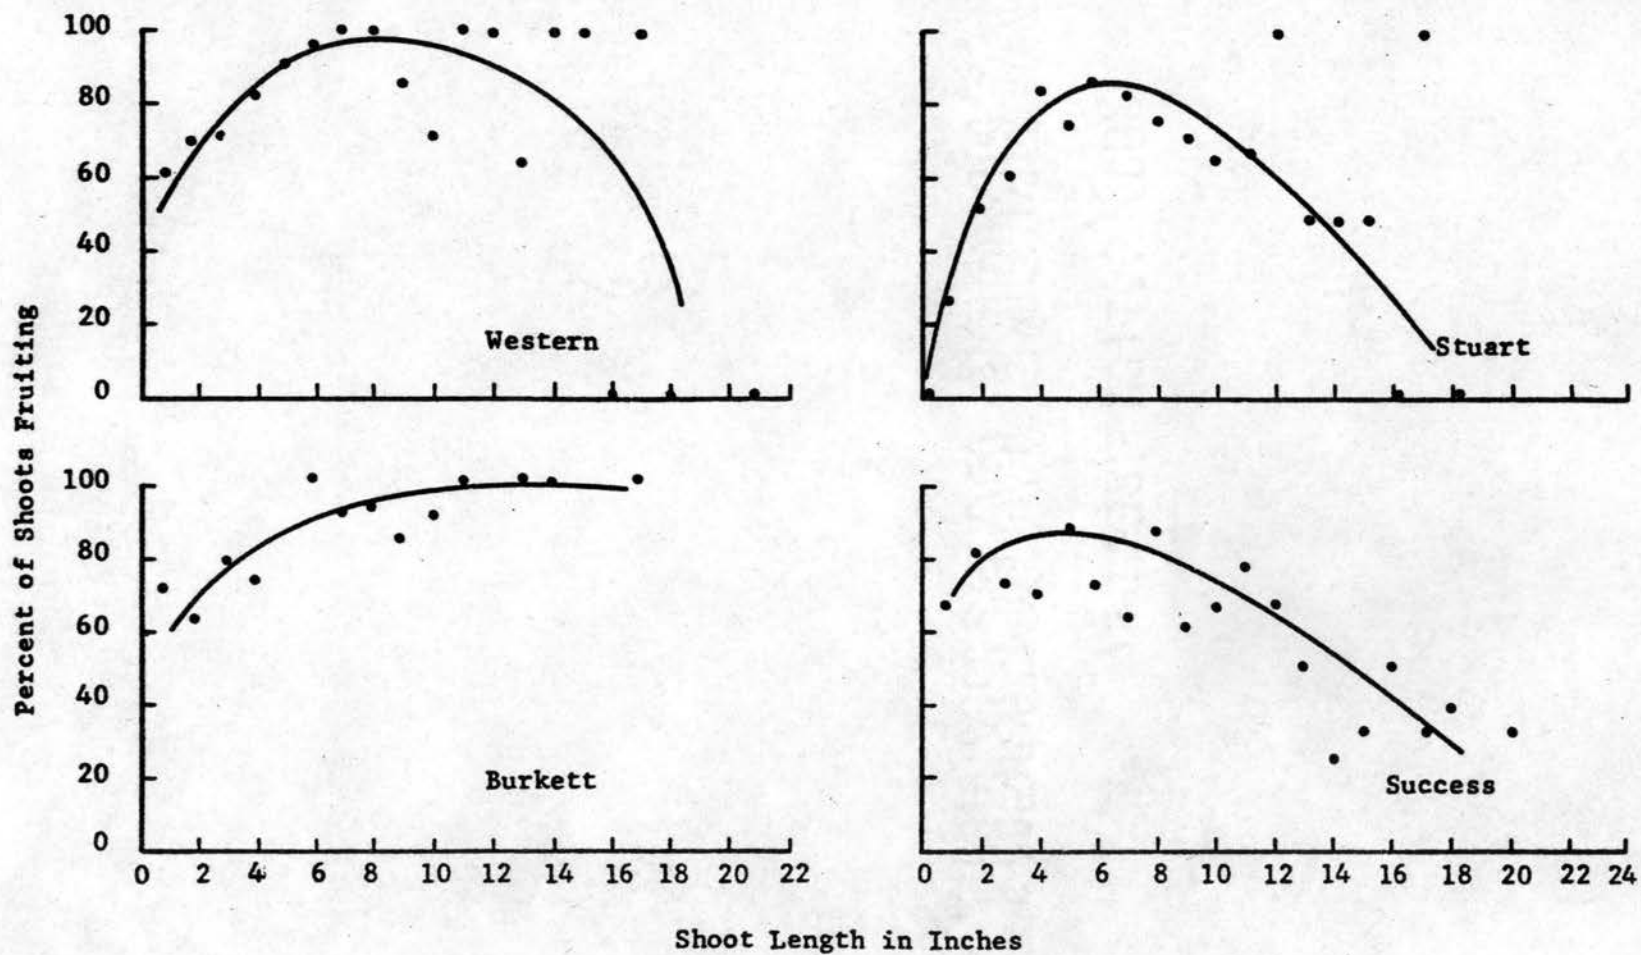 Percent of Shoots Fruiting
100
80
60
40
20
0
Western
Stuart
100
80
60
40
20
0
Burkett
Success
0 2 4 6 8 10 12 14 16 18 20 22
0 2 4 6 8 10 12 14 16 18 20 22 24
Shoot Length in Inches